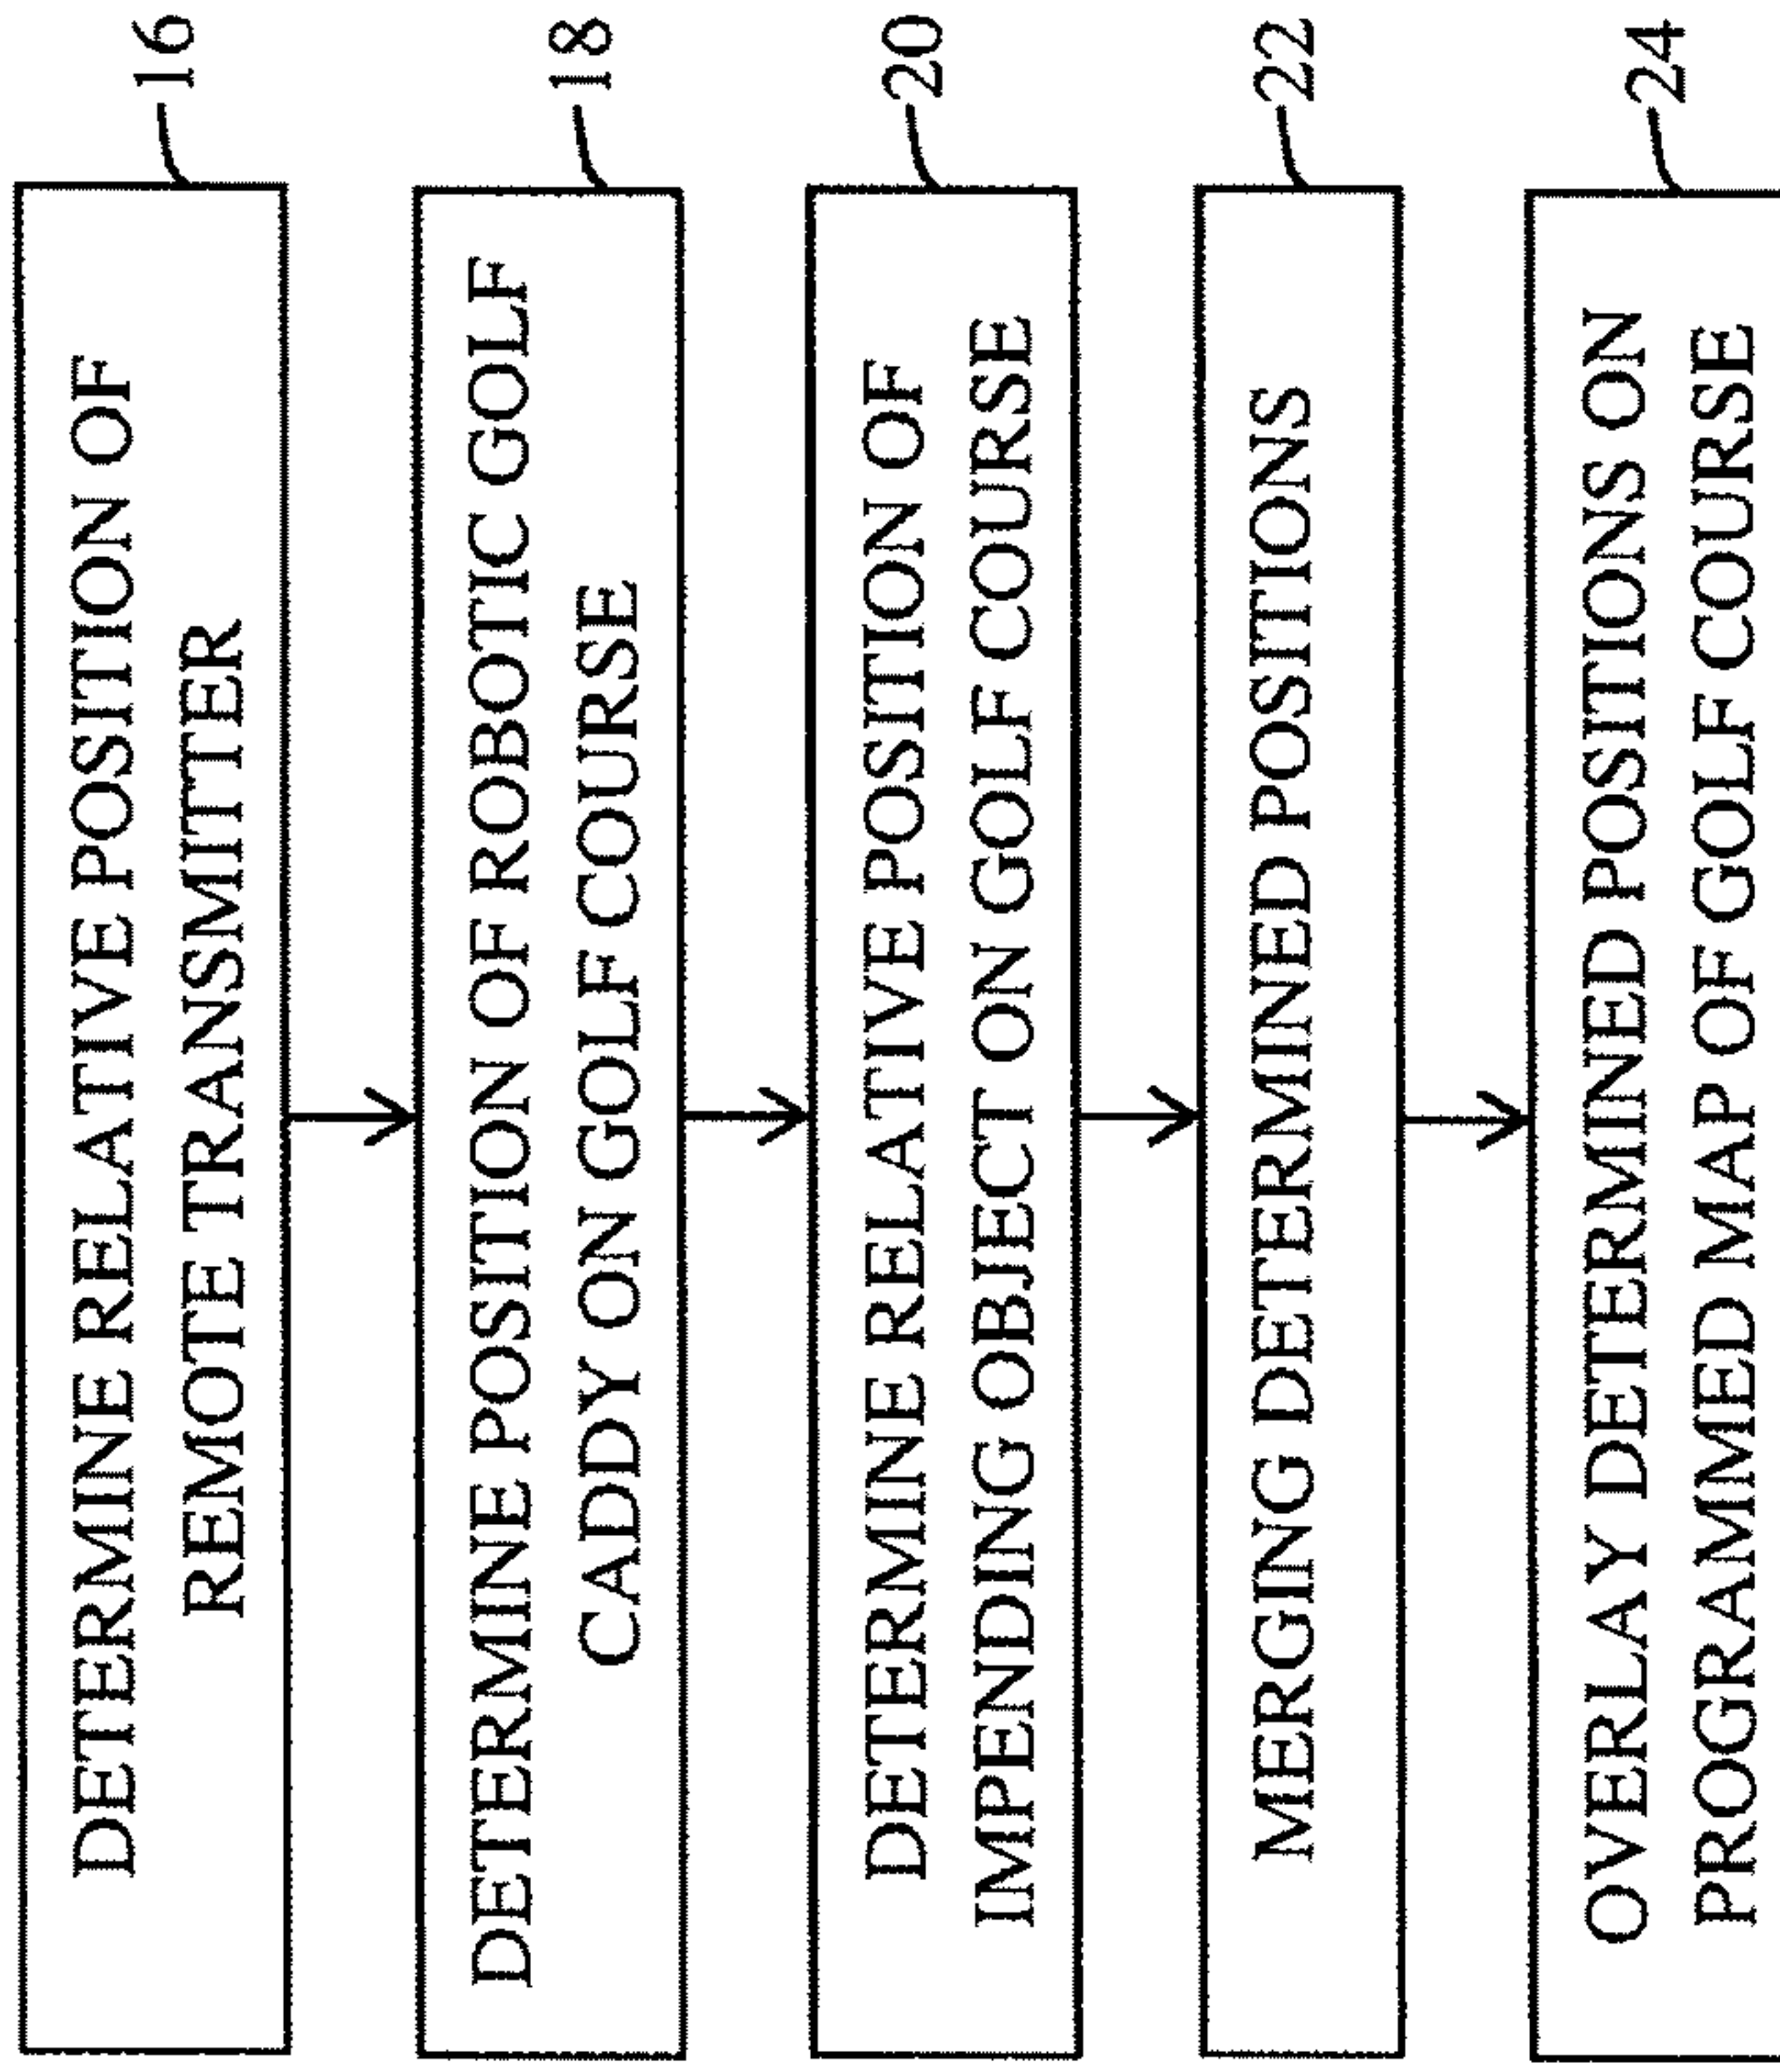 DETERMINE RELATIVE POSITION OF
REMOTE TRANSMITTER
16
DETERMINE POSITION OF ROBOTIC GOLF
CADDY ON GOLF COURSE
18
DETERMINE RELATIVE POSITION OF
IMPENDING OBJECT ON GOLF COURSE
20
MERGING DETERMINED POSITIONS
22
OVERLAY DETERMINED POSITIONS ON
PROGRAMMED MAP OF GOLF COURSE
24